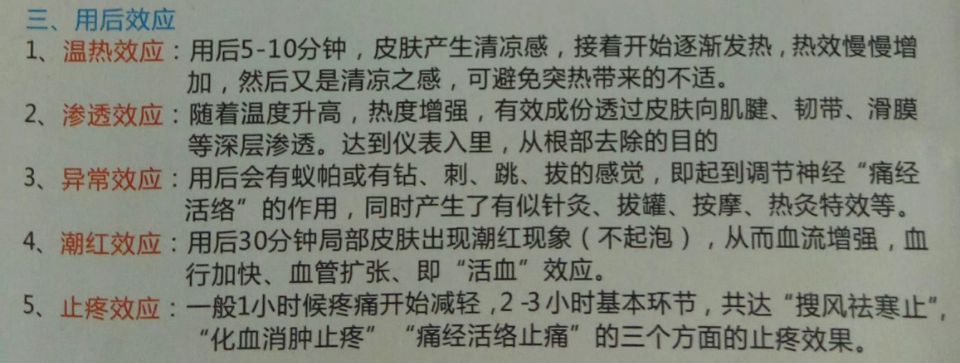 三、用后效应
1、温热效应：用后5-10分钟，皮肤产生清凉感，接着开始逐渐发热，热效慢慢增
加，然后又是清凉之感，可避免突热带来的不适。
2、渗透效应：随着温度升高，热度增强，有效成份透过皮肤向肌腱、韧带、滑膜
等深层渗透。达到仪表入里，从根部去除的目的
3、异常效应：用后会有蚁帕或有钻、刺、跳、拔的感觉，即起到调节神经“痛经
活络”的作用，同时产生了有似针灸、拔罐、按摩、热灸特效等。
4、潮红效应：用后30分钟局部皮肤出现潮红现象（不起泡），从而血流增强，血
行加快、血管扩张、即“活血”效应。
5、止疼效应：一般1小时候疼痛开始减轻，2-3小时基本环节，共达“搜风祛寒止”，
“化血消肿止疼”“痛经活络止痛”的三个方面的止疼效果。